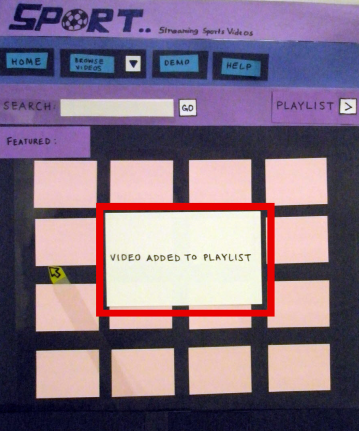 SPORT..
Streaming Sports Videos
HOME
BROWSE VIDEOS
DEMO
HELP
SEARCH:
GO
PLAYLIST >
FEATURED:
VIDEO ADDED TO PLAYLIST